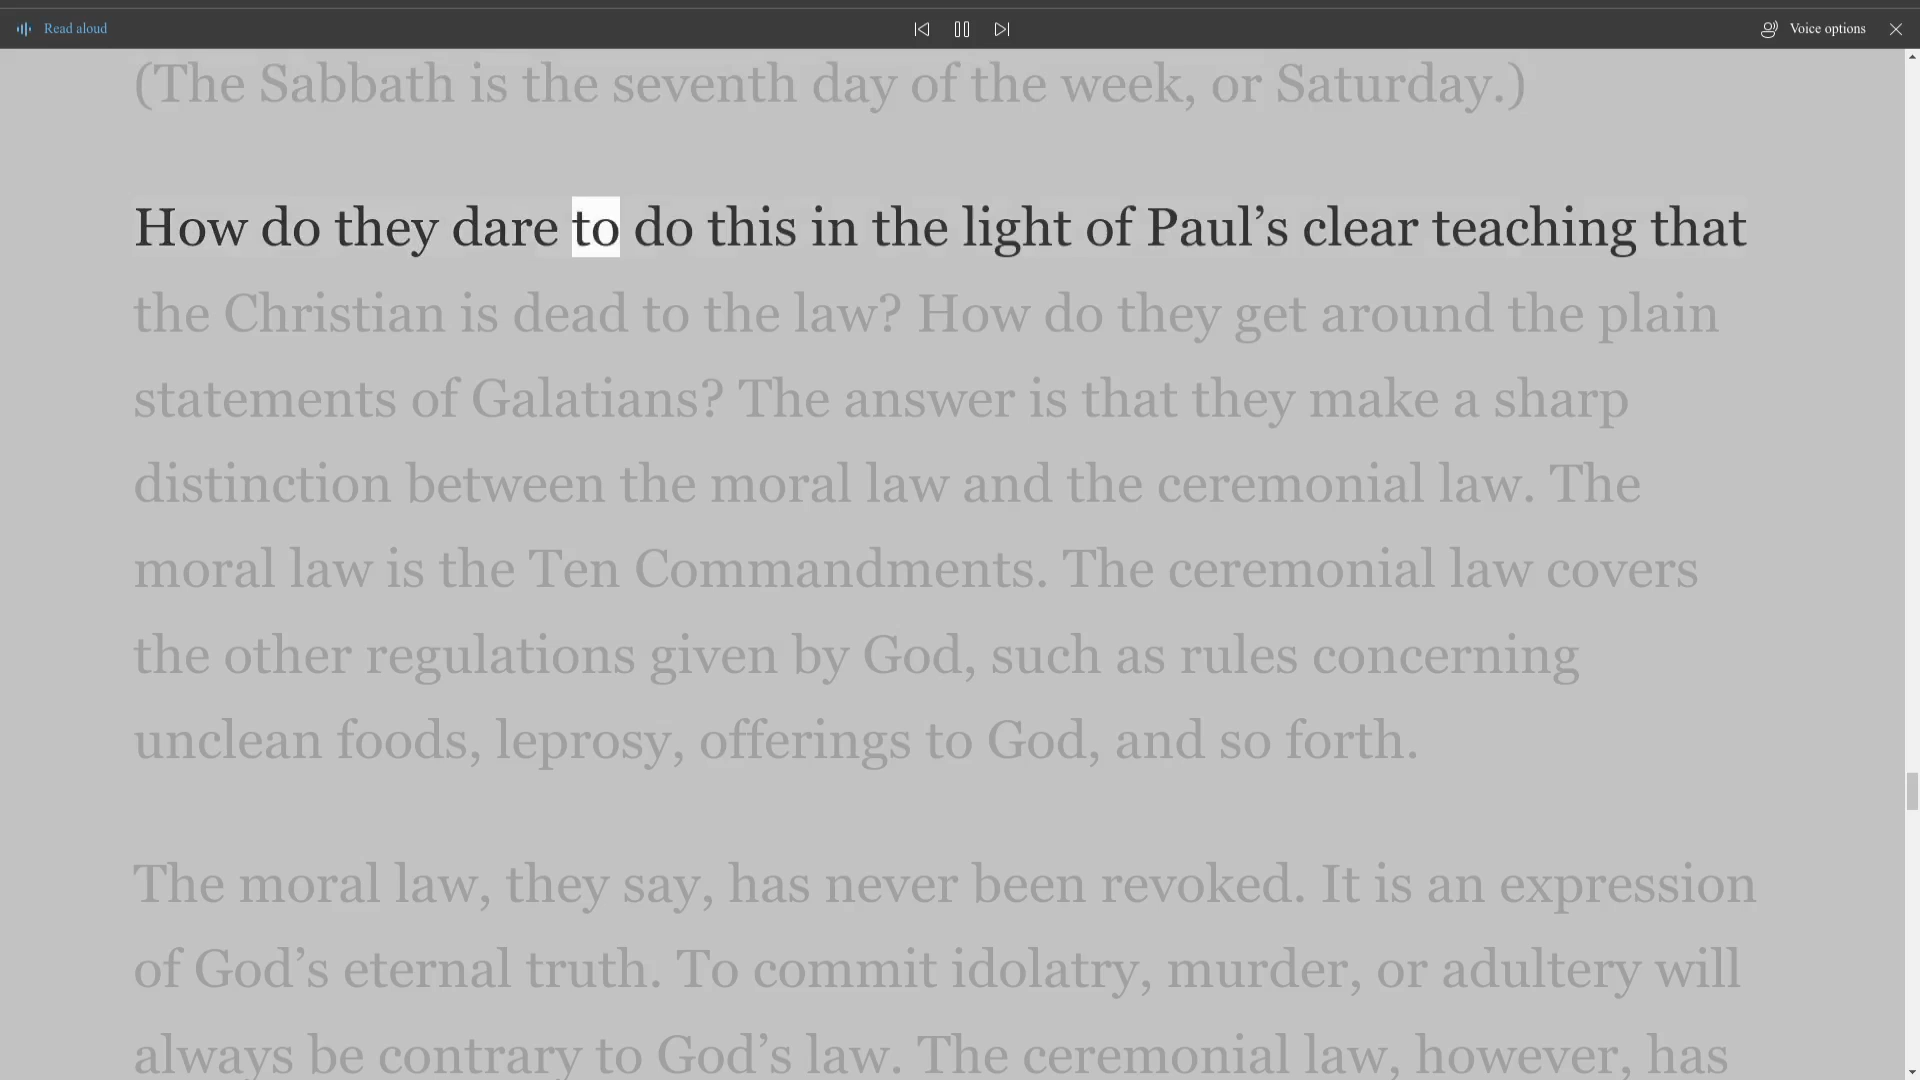 Read aloud
Voice options
(The Sabbath is the seventh day of the week, or Saturday.)
How do they dare to do this in the light of Paul’s clear teaching that
the Christian is dead to the law? How do they get around the plain
statements of Galatians? The answer is that they make a sharp
distinction between the moral law and the ceremonial law. The
moral law is the Ten Commandments. The ceremonial law covers
the other regulations given by God, such as rules concerning
unclean foods, leprosy, offerings to God, and so forth.
The moral law, they say, has never been revoked. It is an expression
of God’s eternal truth. To commit idolatry, murder, or adultery will
always be contrary to God’s law. The ceremonial law, however, has